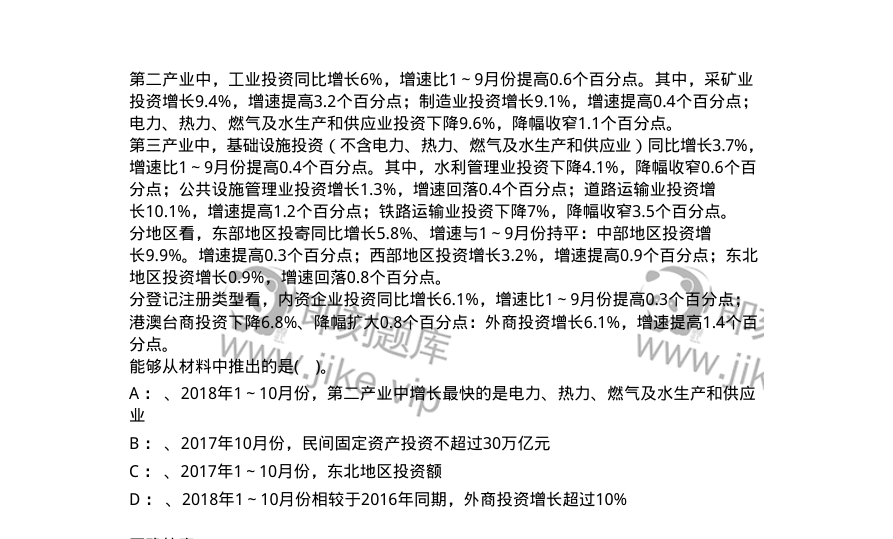 第二产业中，工业投资同比增长6%，增速比1～9月份提高0.6个百分点。其中，采矿业
投资增长9.4%，增速提高3.2个百分点；制造业投资增长9.1%，增速提高0.4个百分点；
电力、热力、燃气及水生产和供应业投资下降9.6%，降幅收窄1.1个百分点。
第三产业中，基础设施投资（不含电力、热力、燃气及水生产和供应业）同比增长3.7%，
增速比1～9月份提高0.4个百分点。其中，水利管理业投资下降4.1%，降幅收窄0.6个百
分点；公共设施管理业投资增长1.3%，增速回落0.4个百分点；道路运输业投资增
长10.1%，增速提高1.2个百分点；铁路运输业投资下降7%，降幅收窄3.5个百分点。
分地区看，东部地区投寄同比增长5.8%、增速与1～9月份持平：中部地区投资增
长9.9%。增速提高0.3个百分点；西部地区投资增长3.2%，增速提高0.9个百分点；东北
地区投资增长0.9%，增速回落0.8个百分点。
分登记注册类型看，内资企业投资同比增长6.1%，增速比1～9月份提高0.3个百分点；
港澳台商投资下降6.8%、降幅扩大0.8个百分点：外商投资增长6.1%，增速提高1.4个百
分点。
能够从材料中推出的是(　)。
A： 、2018年1～10月份，第二产业中增长最快的是电力、热力、燃气及水生产和供应
业
B： 、2017年10月份，民间固定资产投资不超过30万亿元
C： 、2017年1～10月份，东北地区投资额
D： 、2018年1～10月份相较于2016年同期，外商投资增长超过10%
即刻题库
www.jike.vip
即刻
www.jik